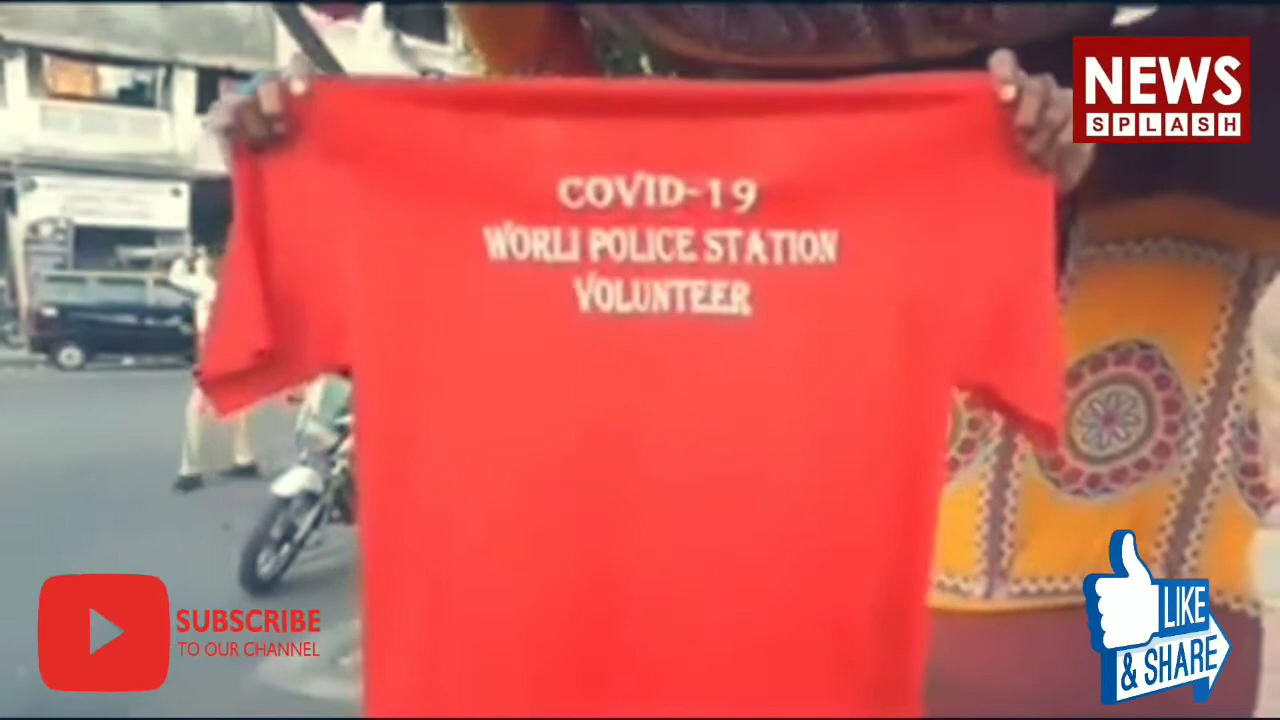 NEWS
SPLASH
COVID-19
WORLI POLICE STATION
VOLUNTEER
SUBSCRIBE
TO OUR CHANNEL
LIKE
& SHARE